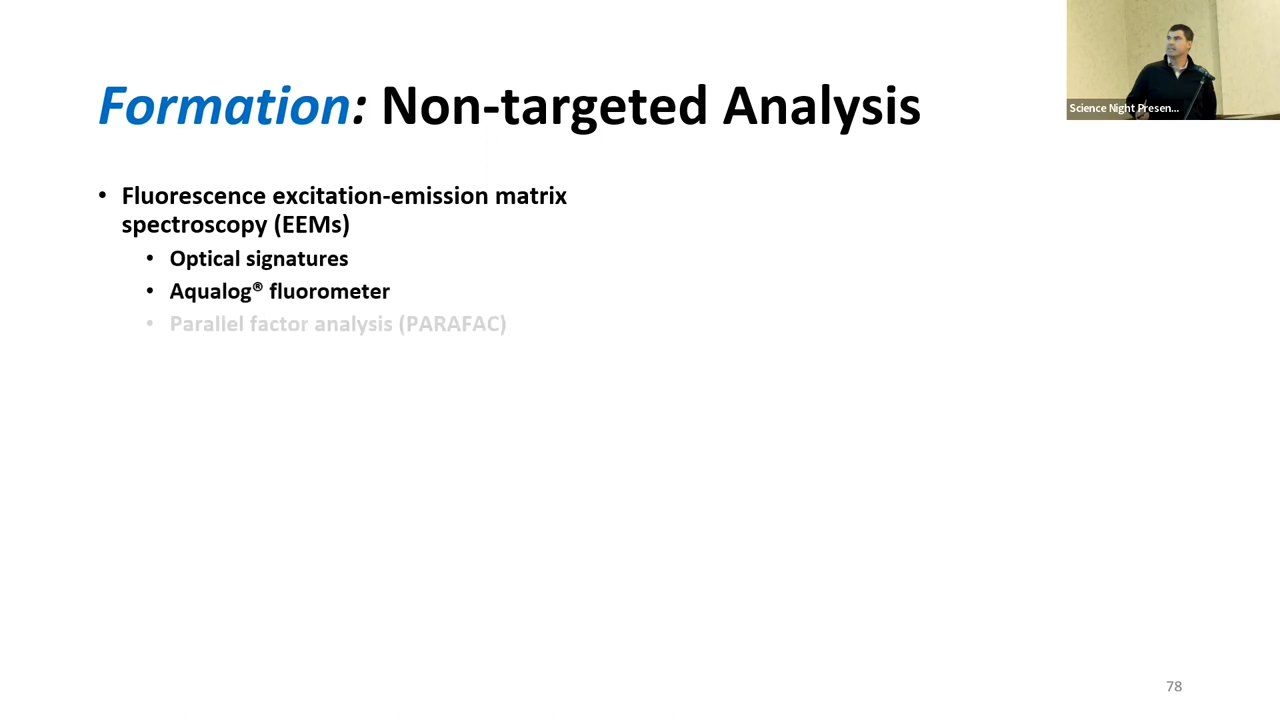 Formation: Non-targeted Analysis
Science Night Presen...
• Fluorescence excitation-emission matrix
spectroscopy (EEMs)
• Optical signatures
• Aqualog® fluorometer
• Parallel factor analysis (PARAFAC)
78